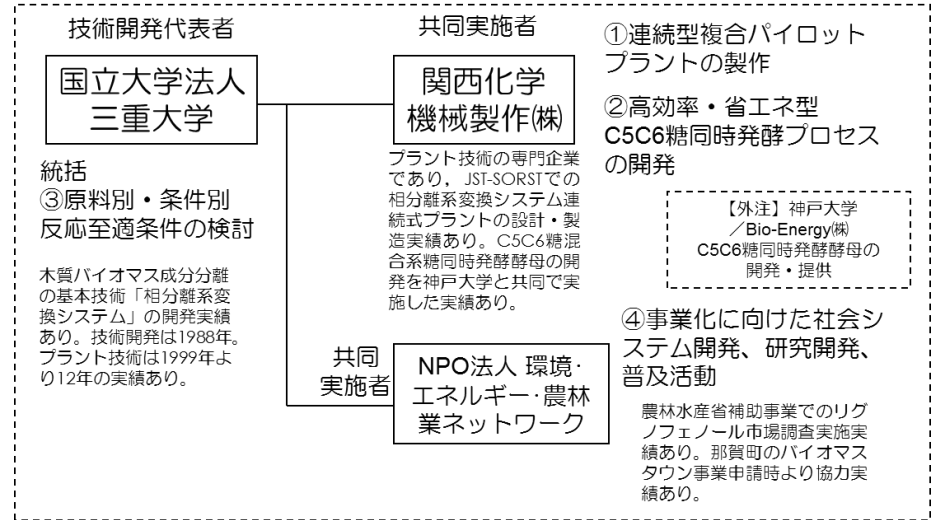 技術開発代表者
国立大学法人
三重大学
統括
③原料別・条件別
反応至適条件の検討
木質バイオマス成分分離
の基本技術「相分離系変
換システム」の開発実績
あり。技術開発は1988年。
プラント技術は1999年よ
り12年の実績あり。
共同実施者
関西化学
機械製作㈱
プラント技術の専門企業
であり，JST-SORSTでの
相分離系変換システム連
続式プラントの設計・製
造実績あり。C5C6糖混
合系糖同時発酵酵母の開
発を神戸大学と共同で実
施した実績あり。
①連続型複合パイロット
プラントの製作
②高効率・省エネ型
C5C6糖同時発酵プロセス
の開発
【外注】神戸大学
／Bio-Energy㈱
C5C6糖同時発酵酵母の
開発・提供
共同
実施者
NPO法人 環境･
エネルギー･農林
業ネットワーク
④事業化に向けた社会シ
ステム開発、研究開発、
普及活動
農林水産省補助事業でのリグ
ノフェノール市場調査実施実
績あり。那賀町のバイオマス
タウン事業申請時より協力実
績あり。